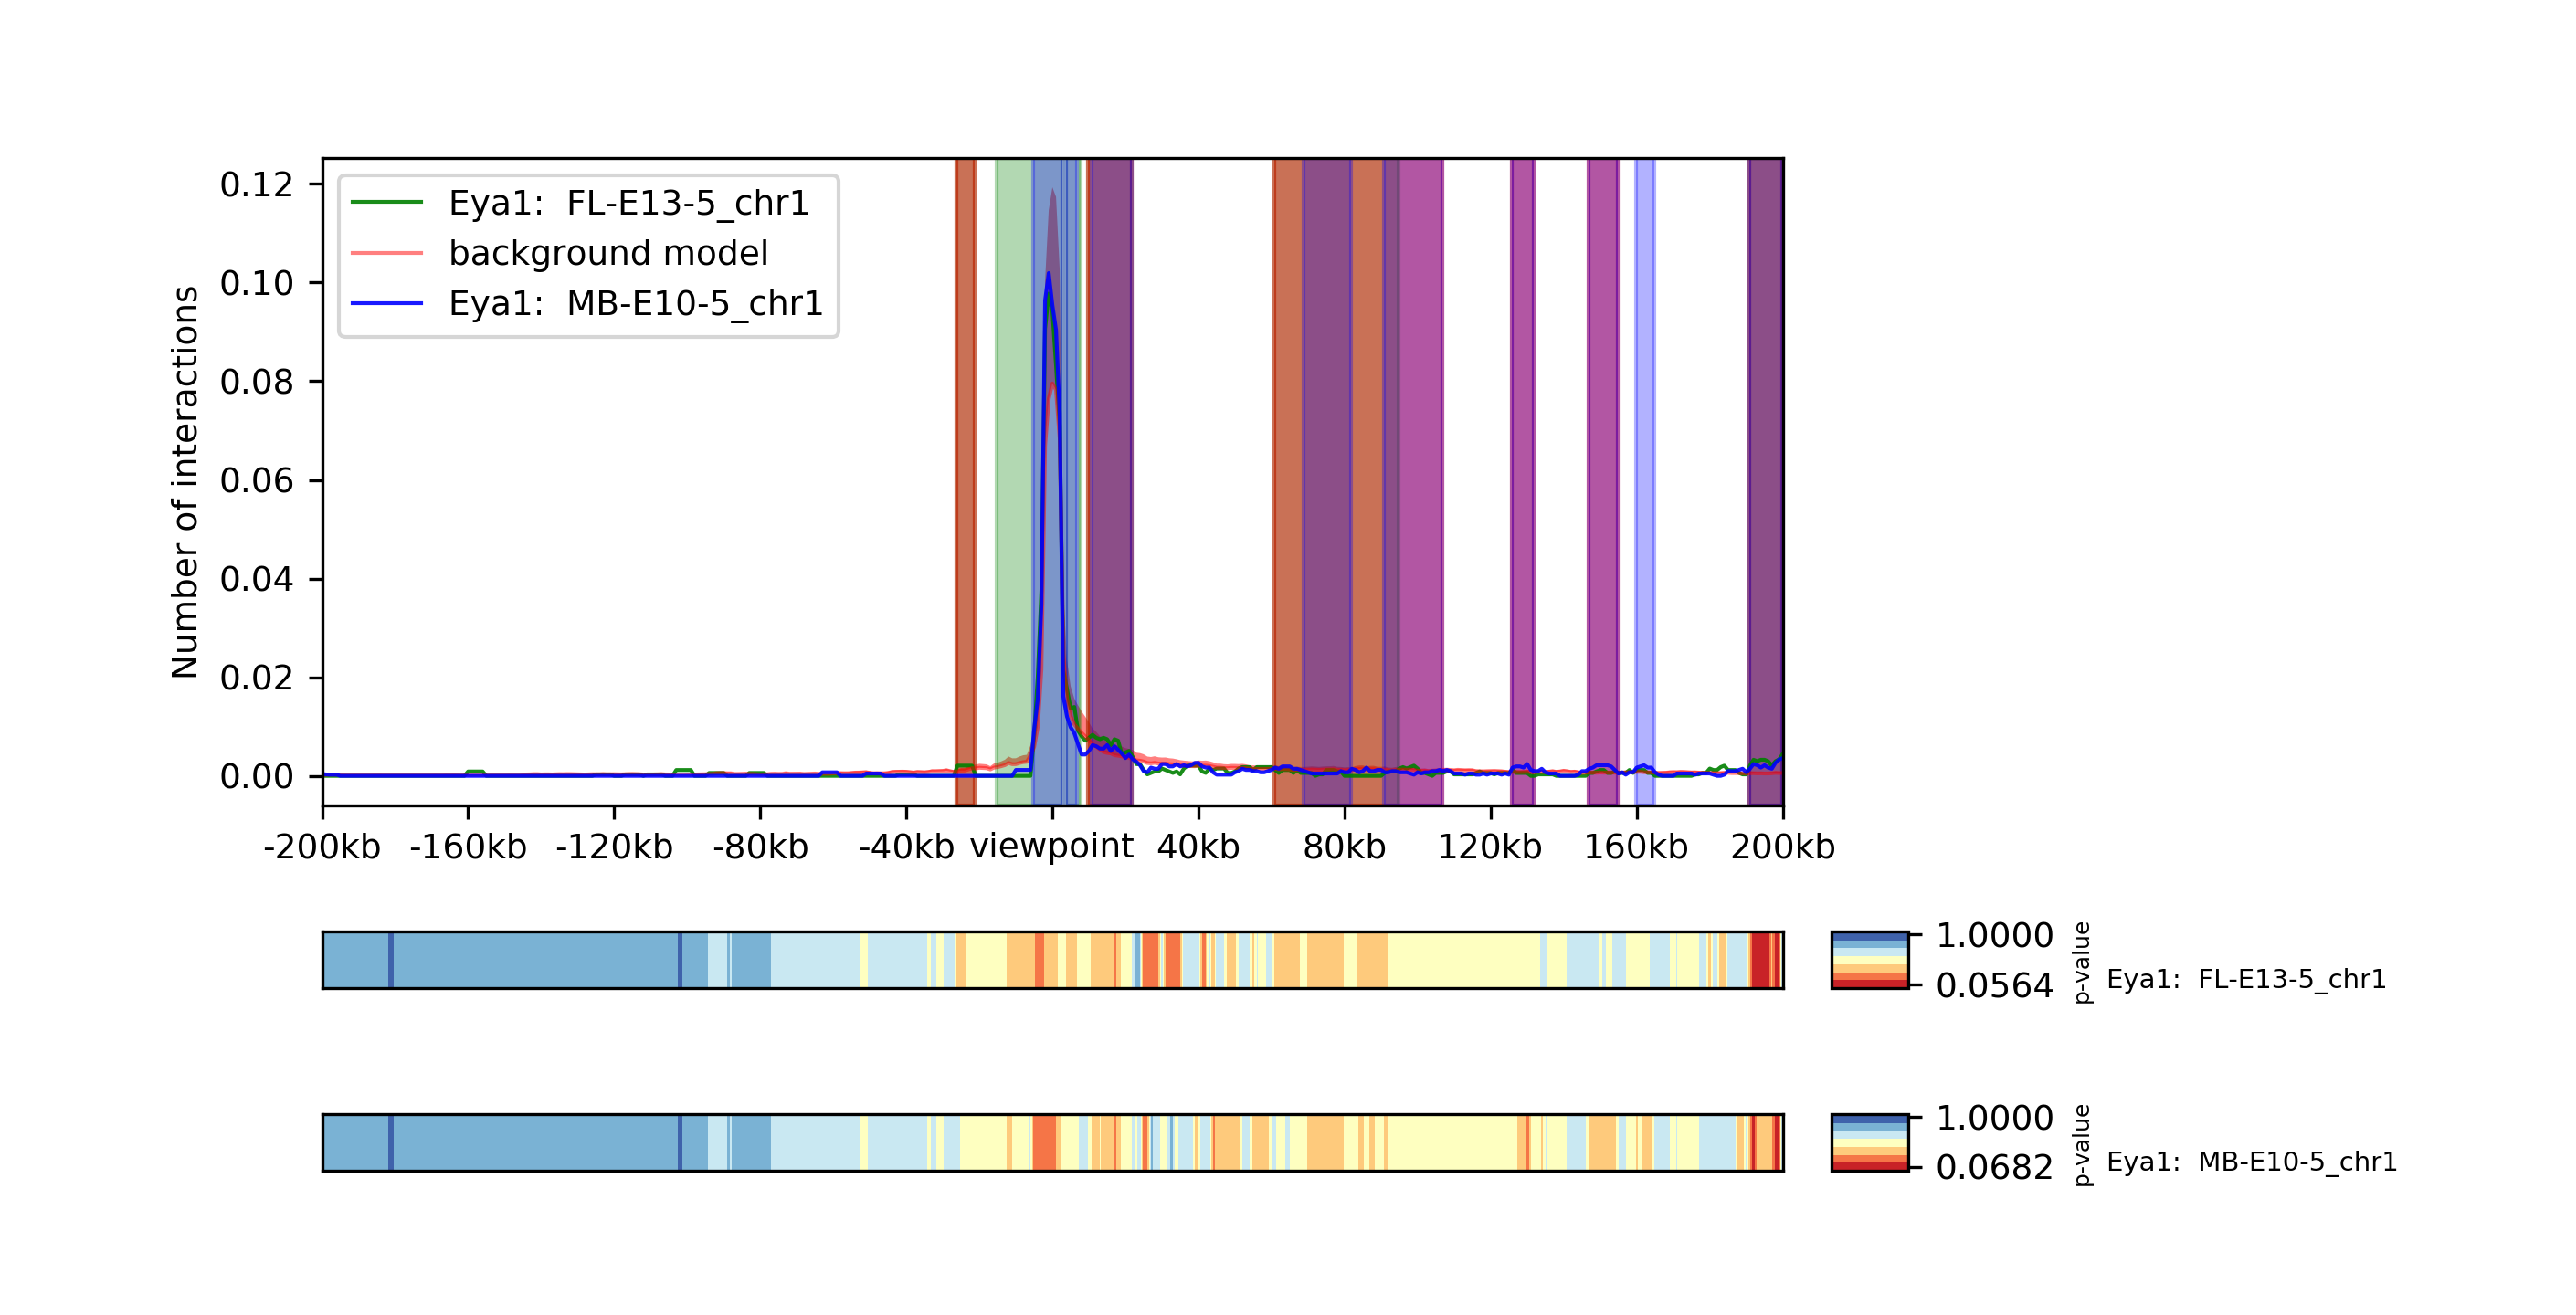 0.12
0.10
0.08
0.06
0.04
0.02
0.00
Number of interactions
Eya1:  FL-E13-5_chr1
background model
Eya1:  MB-E10-5_chr1
-200kb -160kb -120kb -80kb -40kb viewpoint 40kb 80kb 120kb 160kb 200kb
1.0000
0.0564
p-value
Eya1:  FL-E13-5_chr1
1.0000
0.0682
p-value
Eya1:  MB-E10-5_chr1